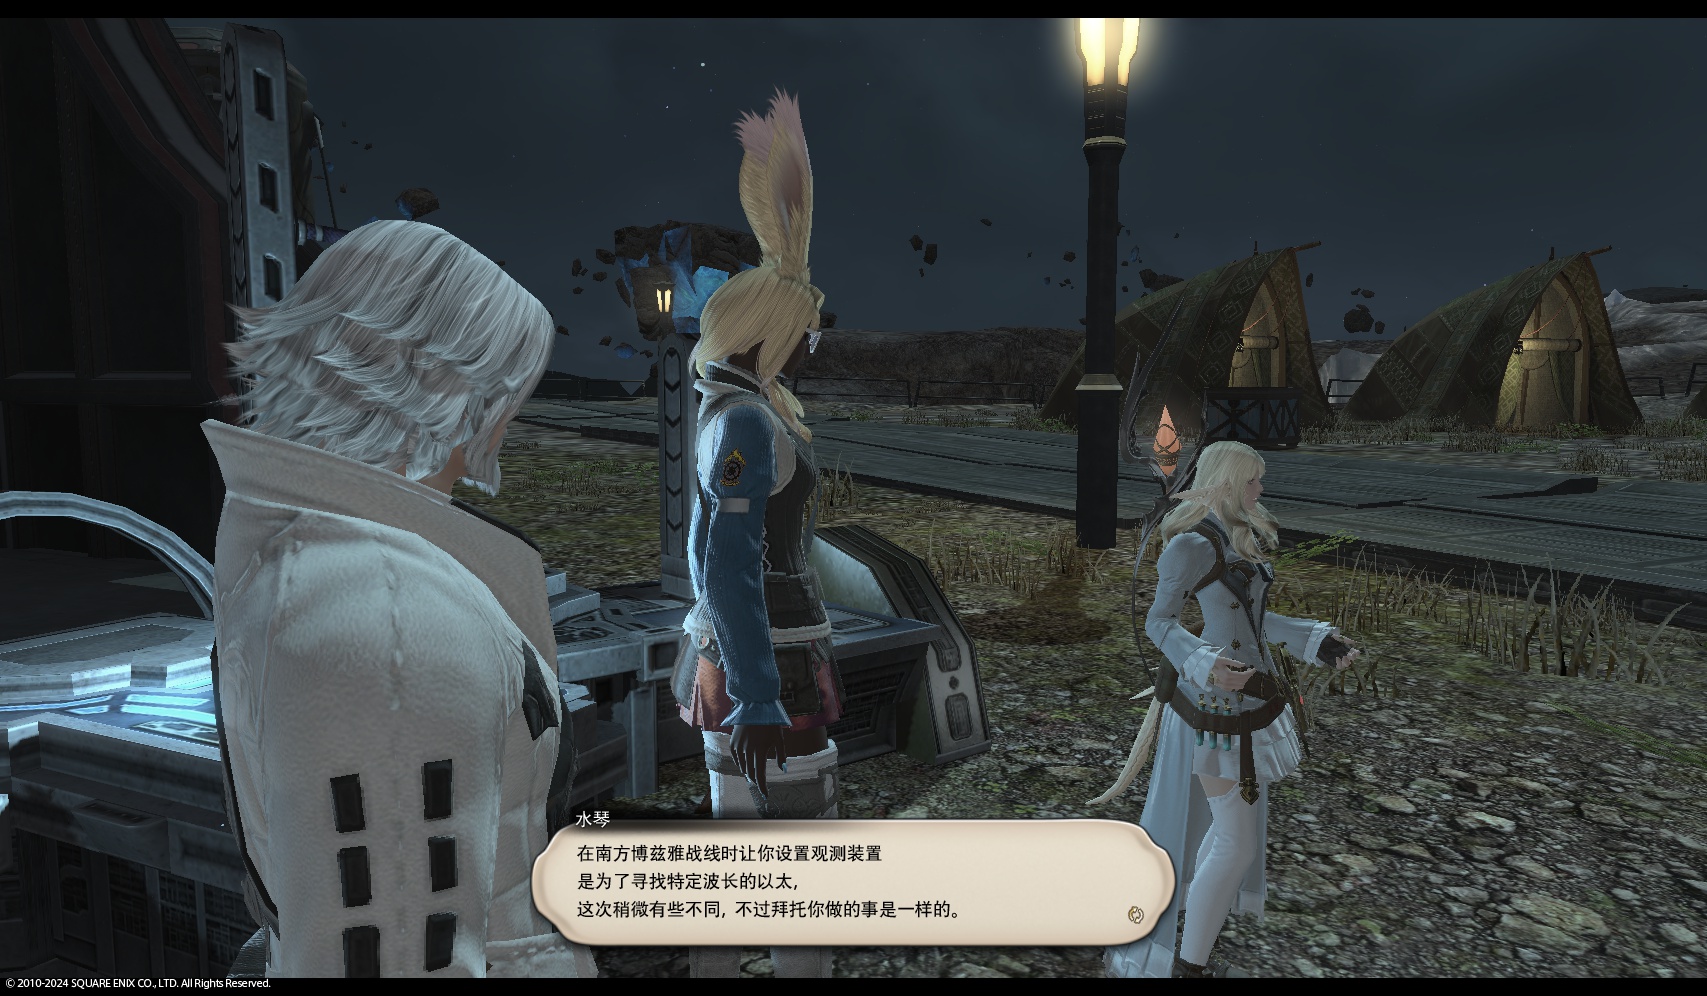 水琴
在南方博兹雅战线时让你设置观测装置
是为了寻找特定波长的以太，
这次稍微有些不同，不过拜托你做的事是一样的。
© 2010-2024 SQUARE ENIX CO., LTD. All Rights Reserved.